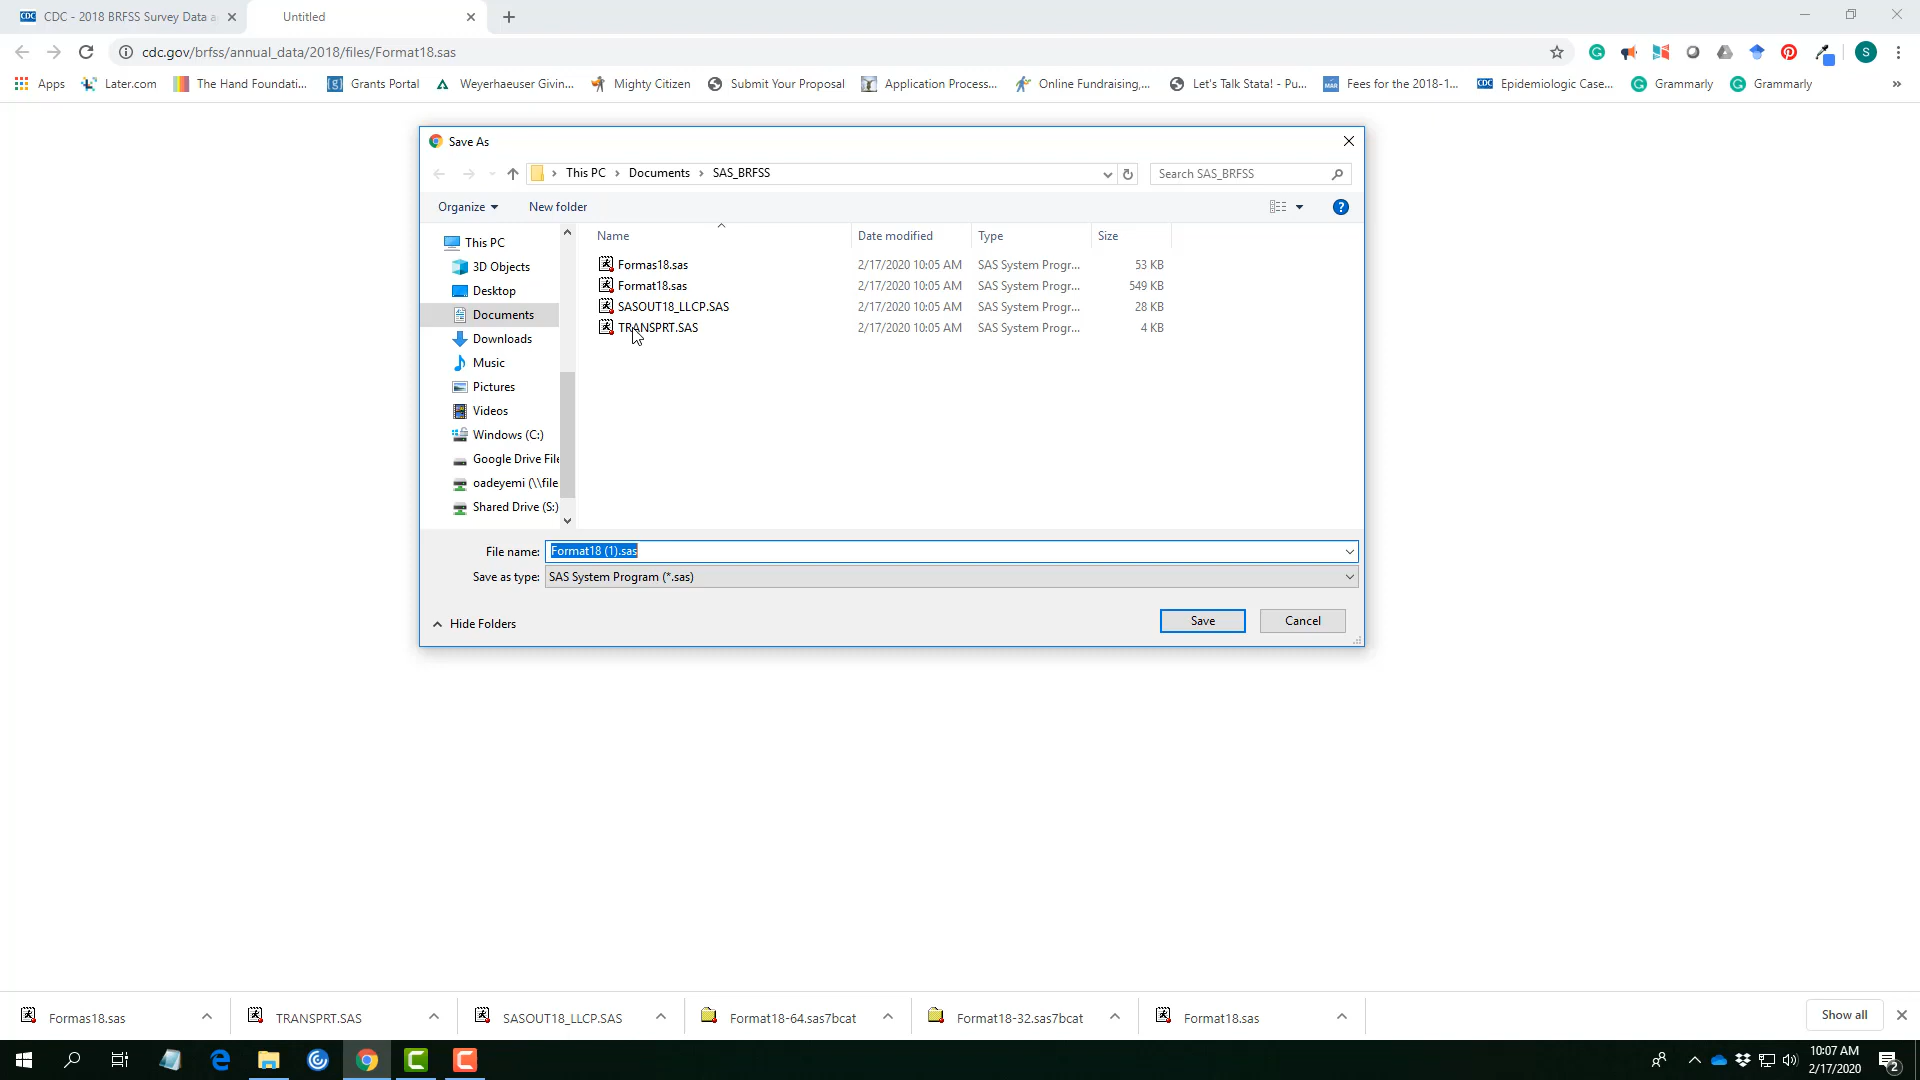 CDC - 2018 BRFSS Survey Data a
Untitled
cdc.gov/brfss/annual_data/2018/files/Format18.sas
S
Apps
Later.com
The Hand Foundati...
Grants Portal
Weyerhaeuser Givin...
Mighty Citizen
Submit Your Proposal
Application Process...
Online Fundraising,...
Let's Talk Stata! - Pu...
Fees for the 2018-1...
Epidemiologic Case...
Grammarly
Grammarly
»
Save As
This PC > Documents > SAS_BRFSS
Search SAS_BRFSS
Organize
New folder
Name
Date modified
Type
Size
This PC
3D Objects
Desktop
Documents
Downloads
Music
Pictures
Videos
Windows (C:)
Google Drive File
oadeyemi (\\file
Shared Drive (S:)
Formas18.sas 2/17/2020 10:05 AM SAS System Progr... 53 KB
Format18.sas 2/17/2020 10:05 AM SAS System Progr... 549 KB
SASOUT18_LLCP.SAS 2/17/2020 10:05 AM SAS System Progr... 28 KB
TRANSPRT.SAS 2/17/2020 10:05 AM SAS System Progr... 4 KB
File name: Format18 (1).sas
Save as type: SAS System Program (*.sas)
Hide Folders
Save
Cancel
Formas18.sas
TRANSPRT.SAS
SASOUT18_LLCP.SAS
Format18-64.sas7bcat
Format18-32.sas7bcat
Format18.sas
Show all
10:07 AM
2/17/2020
2